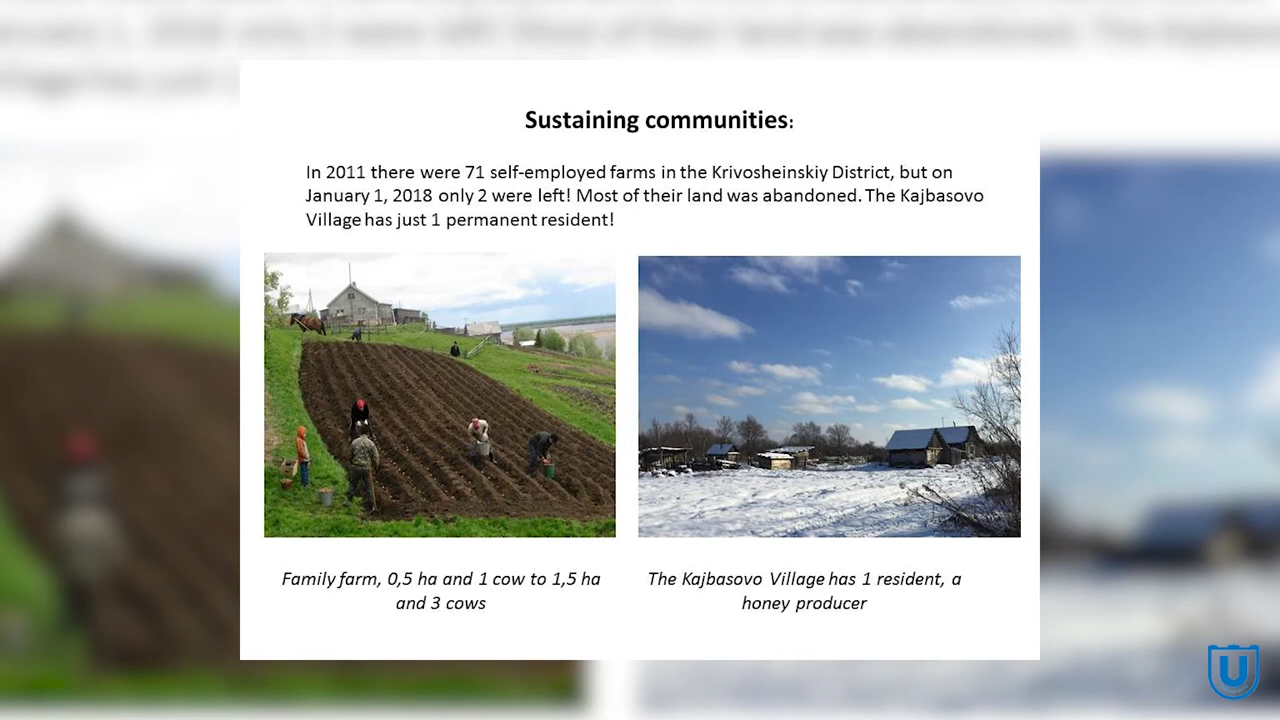 Sustaining communities:
In 2011 there were 71 self-employed farms in the Krivosheinskiy District, but on
January 1, 2018 only 2 were left! Most of their land was abandoned. The Kajbasovo
Village has just 1 permanent resident!
Family farm, 0,5 ha and 1 cow to 1,5 ha
and 3 cows
The Kajbasovo Village has 1 resident, a
honey producer
U